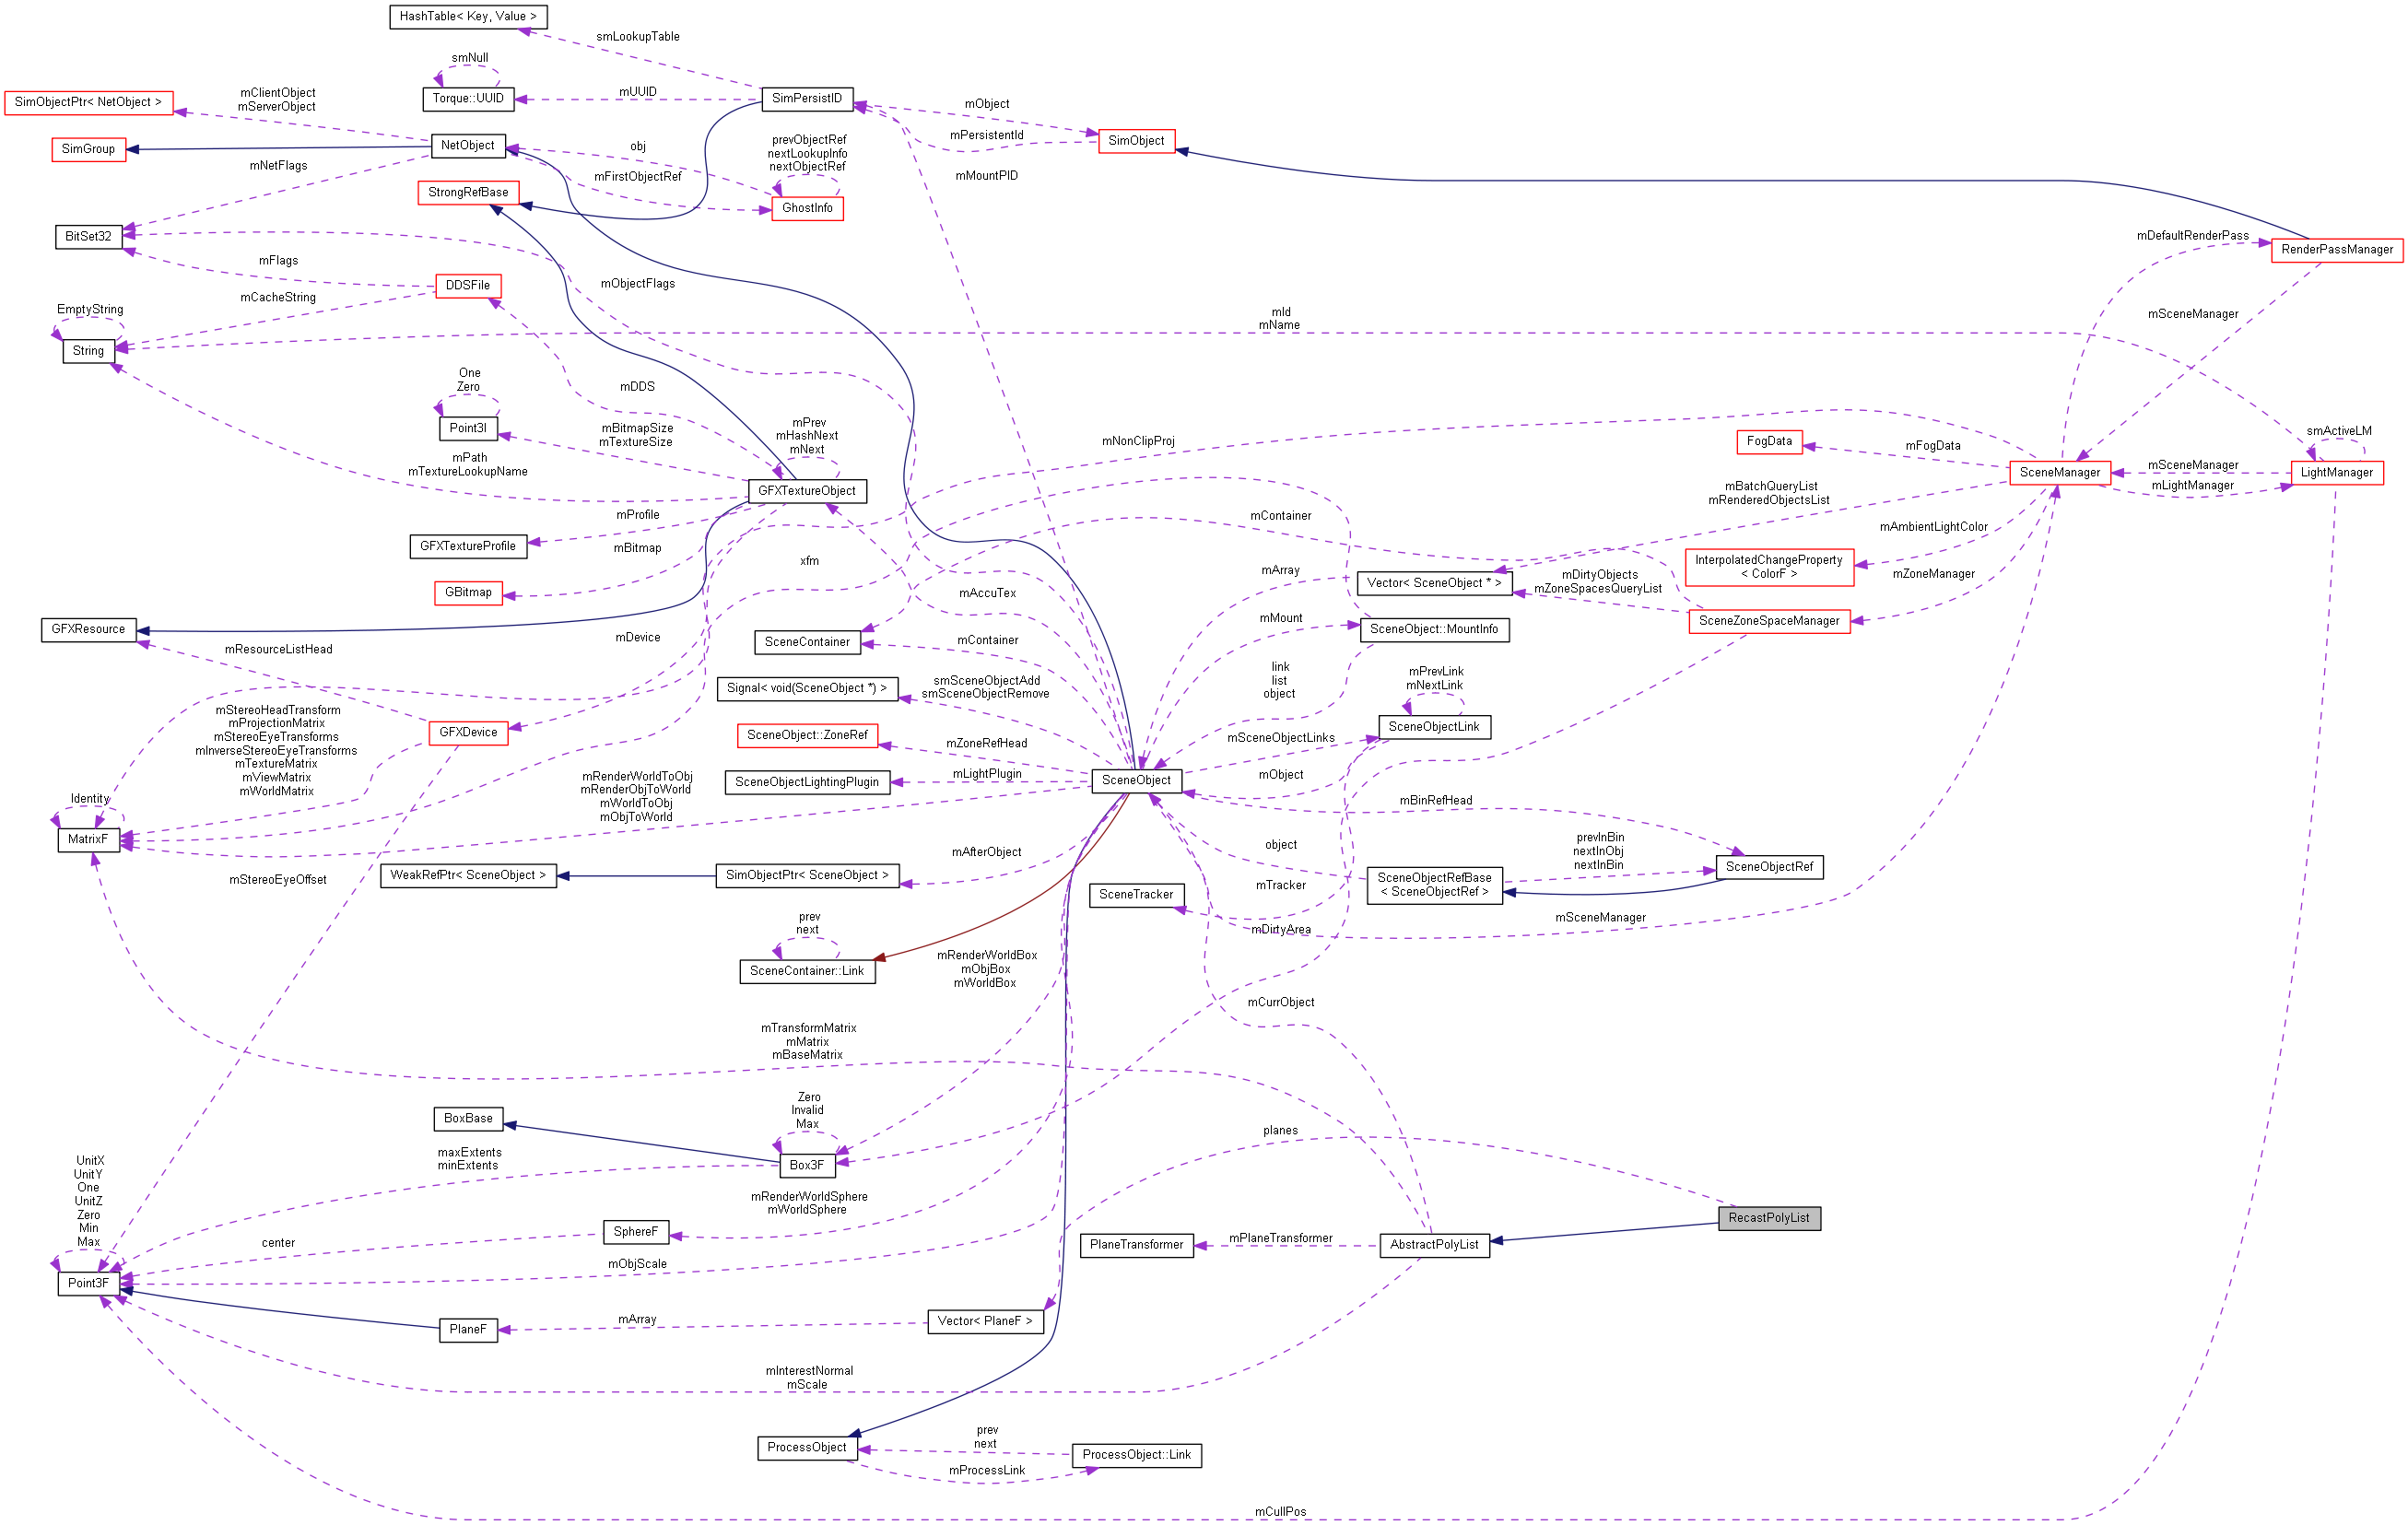 HashTable< Key, Value >
smLookupTable
smNull
Torque::UUID
mUUID
SimPersistID
SimObjectPtr< NetObject >
mClientObject
mServerObject
mObject
mPersistentId
SimObject
SimGroup
NetObject
obj
prevObjectRef
nextLookupInfo
nextObjectRef
mNetFlags
mFirstObjectRef
mMountPID
StrongRefBase
GhostInfo
BitSet32
mDefaultRenderPass
RenderPassManager
mFlags
DDSFile
mObjectFlags
mCacheString
EmptyString
String
mId
mName
mSceneManager
One
Zero
Point3I
mDDS
mBitmapSize
mTextureSize
mPrev
mHashNext
mNext
mPath
mTextureLookupName
GFXTextureObject
mNonClipProj
FogData
mFogData
SceneManager
mSceneManager
mLightManager
smActiveLM
LightManager
mBatchQueryList
mRenderedObjectsList
mProfile
GFXTextureProfile
mBitmap
GBitmap
xfm
mContainer
mAmbientLightColor
InterpolatedChangeProperty
< ColorF >
mArray
Vector< SceneObject * >
mDirtyObjects
mZoneSpacesQueryList
mZoneManager
mAccuTex
GFXResource
mResourceListHead
mDevice
SceneContainer
mContainer
mMount
SceneObject::MountInfo
SceneZoneSpaceManager
Signal< void(SceneObject *) >
smSceneObjectAdd
smSceneObjectRemove
link
list
object
mPrevLink
mNextLink
SceneObjectLink
mStereoHeadTransform
mProjectionMatrix
mStereoEyeTransforms
mInverseStereoEyeTransforms
mTextureMatrix
mViewMatrix
mWorldMatrix
GFXDevice
SceneObject::ZoneRef
mZoneRefHead
mSceneObjectLinks
SceneObjectLightingPlugin
mLightPlugin
SceneObject
mObject
mRenderWorldToObj
mRenderObjToWorld
mWorldToObj
mObjToWorld
Identity
MatrixF
mBinRefHead
mStereoEyeOffset
WeakRefPtr< SceneObject >
SimObjectPtr< SceneObject >
mAfterObject
object
SceneTracker
mTracker
SceneObjectRefBase
< SceneObjectRef >
prevInBin
nextInObj
nextInBin
SceneObjectRef
prev
next
SceneContainer::Link
mRenderWorldBox
mObjBox
mWorldBox
mDirtyArea
mSceneManager
mCurrObject
mTransformMatrix
mMatrix
mBaseMatrix
BoxBase
Zero
Invalid
Max
Box3F
maxExtents
minExtents
planes
UnitX
UnitY
One
UnitZ
Zero
Min
Max
Point3F
mRenderWorldSphere
mWorldSphere
SphereF
center
mObjScale
RecastPolyList
PlaneTransformer
mPlaneTransformer
AbstractPolyList
PlaneF
mArray
Vector< PlaneF >
mInterestNormal
mScale
ProcessObject
prev
next
mProcessLink
ProcessObject::Link
mCullPos